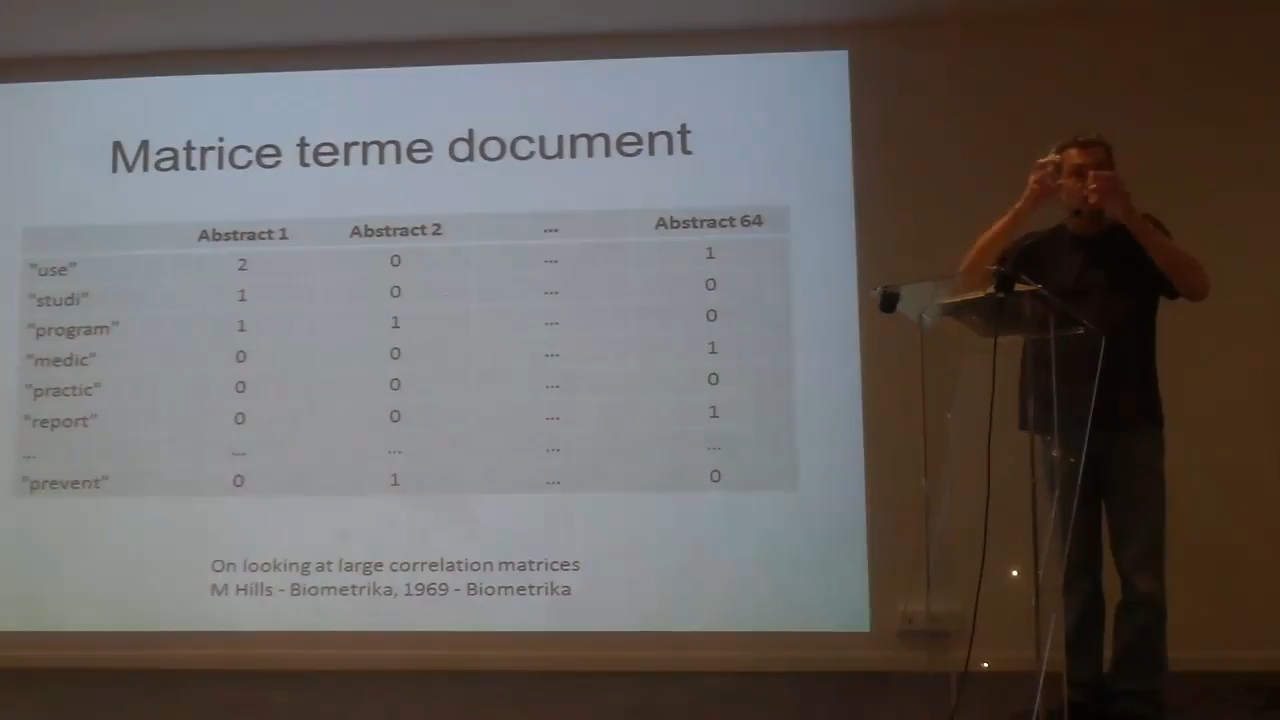 Matrice terme document
Abstract 1 Abstract 2 ... Abstract 64
"use" 2 0 ... 1
"studi" 1 0 ... 0
"program" 1 1 ... 0
"medic" 0 0 ... 1
"practic" 0 0 ... 0
"report" 0 0 ... 1
... ... ... ... ...
"prevent" 0 1 ... 0
On looking at large correlation matrices
M Hills - Biometrika, 1969 - Biometrika